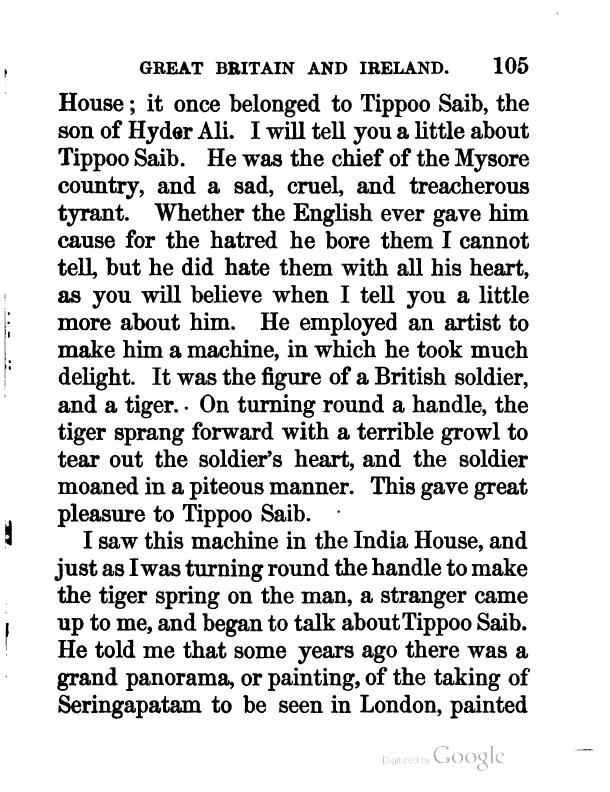 GREAT BRITAIN AND IRELAND. 105
House; it once belonged to Tippoo Saib, the
son of Hyder Ali. I will tell you a little about
Tippoo Saib. He was the chief of the Mysore
country, and a sad, cruel, and treacherous
tyrant. Whether the English ever gave him
cause for the hatred he bore them I cannot
tell, but he did hate them with all his heart,
as you will believe when I tell you a little
more about him. He employed an artist to
make him a machine, in which he took much
delight. It was the figure of a British soldier,
and a tiger. On turning round a handle, the
tiger sprang forward with a terrible growl to
tear out the soldier's heart, and the soldier
moaned in a piteous manner. This gave great
pleasure to Tippoo Saib.
I saw this machine in the India House, and
just as I was turning round the handle to make
the tiger spring on the man, a stranger came
up to me, and began to talk about Tippoo Saib.
He told me that some years ago there was a
grand panorama, or painting, of the taking of
Seringapatam to be seen in London, painted
Digitized by Google